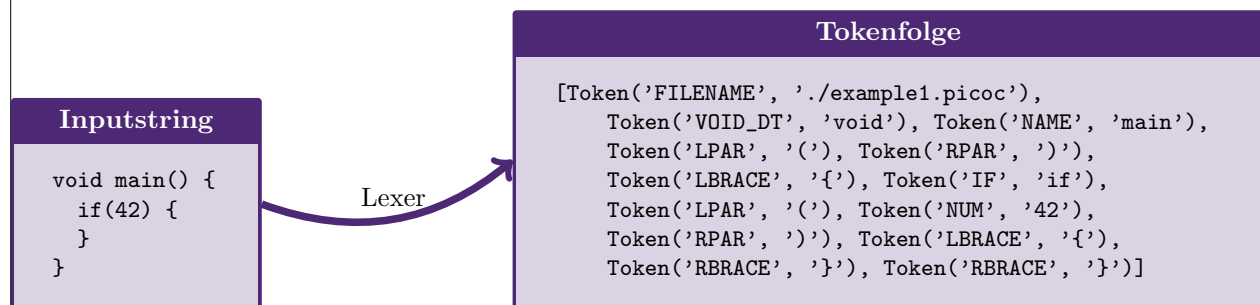 Inputstring
void main() {
  if(42) {
  }
}
Lexer
Tokenfolge
[Token('FILENAME', './example1.picoc'),
    Token('VOID_DT', 'void'), Token('NAME', 'main'),
    Token('LPAR', '('), Token('RPAR', ')'),
    Token('LBRACE', '{'), Token('IF', 'if'),
    Token('LPAR', '('), Token('NUM', '42'),
    Token('RPAR', ')'), Token('LBRACE', '{'),
    Token('RBRACE', '}'), Token('RBRACE', '}')]